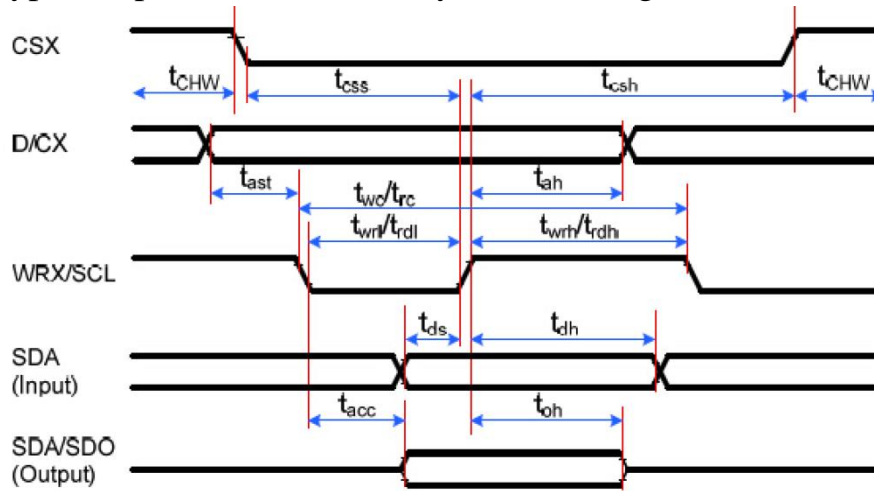 CSX
tCHW tcss tcsh tCHW
D/CX
tast twc/trc tah
twrl/trdl twrh/trdh
WRX/SCL
tds tdh
SDA
(Input)
tacc toh
SDA/SDO
(Output)